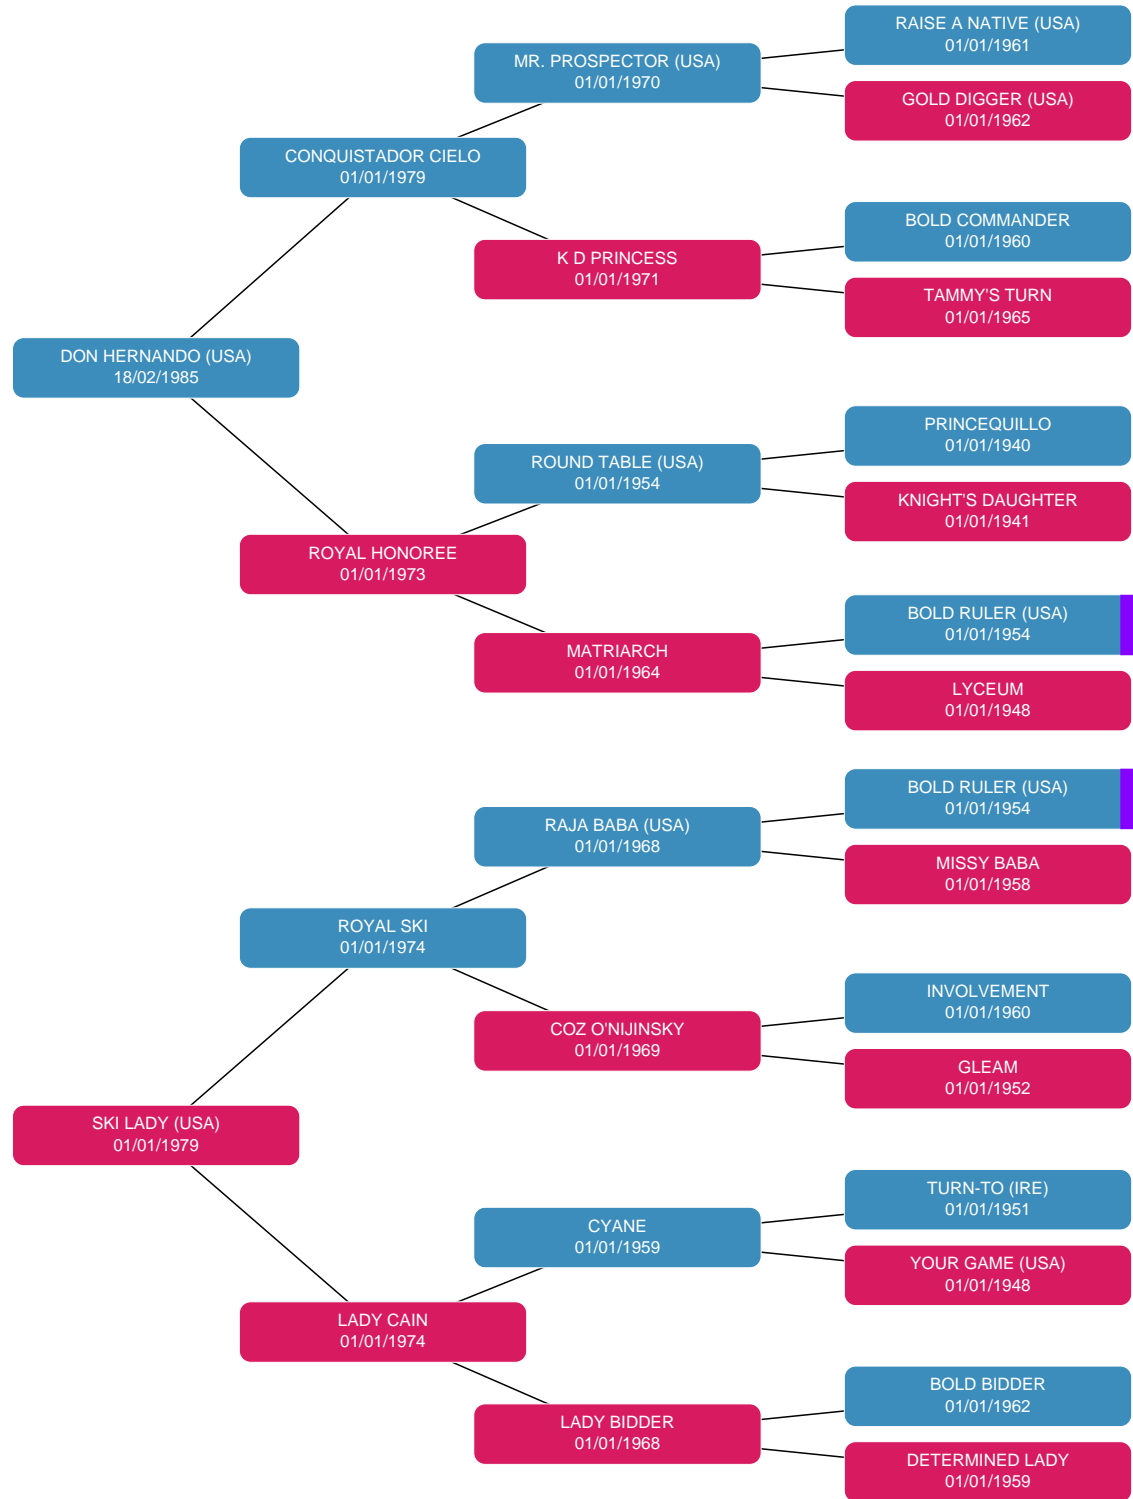 RAISE A NATIVE (USA)
01/01/1961
MR. PROSPECTOR (USA)
01/01/1970
GOLD DIGGER (USA)
01/01/1962
CONQUISTADOR CIELO
01/01/1979
BOLD COMMANDER
01/01/1960
K D PRINCESS
01/01/1971
TAMMY'S TURN
01/01/1965
DON HERNANDO (USA)
18/02/1985
PRINCEQUILLO
01/01/1940
ROUND TABLE (USA)
01/01/1954
KNIGHT'S DAUGHTER
01/01/1941
ROYAL HONOREE
01/01/1973
BOLD RULER (USA)
01/01/1954
MATRIARCH
01/01/1964
LYCEUM
01/01/1948
BOLD RULER (USA)
01/01/1954
RAJA BABA (USA)
01/01/1968
MISSY BABA
01/01/1958
ROYAL SKI
01/01/1974
INVOLVEMENT
01/01/1960
COZ O'NIJINSKY
01/01/1969
GLEAM
01/01/1952
SKI LADY (USA)
01/01/1979
TURN-TO (IRE)
01/01/1951
CYANE
01/01/1959
YOUR GAME (USA)
01/01/1948
LADY CAIN
01/01/1974
BOLD BIDDER
01/01/1962
LADY BIDDER
01/01/1968
DETERMINED LADY
01/01/1959